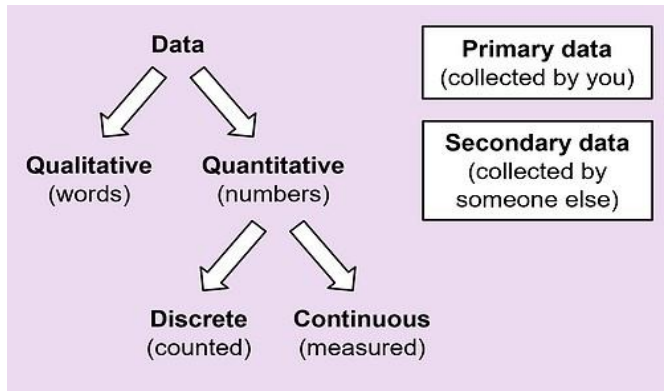 Data
Qualitative
(words)
Quantitative
(numbers)
Discrete
(counted)
Continuous
(measured)
Primary data
(collected by you)
Secondary data
(collected by
someone else)